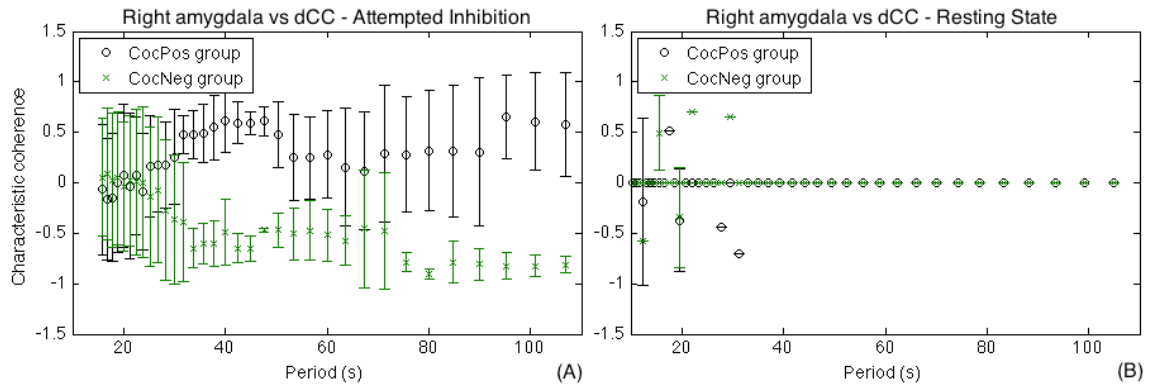 Right amygdala vs dCC - Attempted Inhibition
1.5
1
0.5
0
-0.5
-1
-1.5
Characteristic coherence
CocPos group
CocNeg group
20
40
60
80
100
Period (s)
(A)
Right amygdala vs dCC - Resting State
1.5
1
0.5
0
-0.5
-1
-1.5
CocPos group
CocNeg group
20
40
60
80
100
Period (s)
(B)